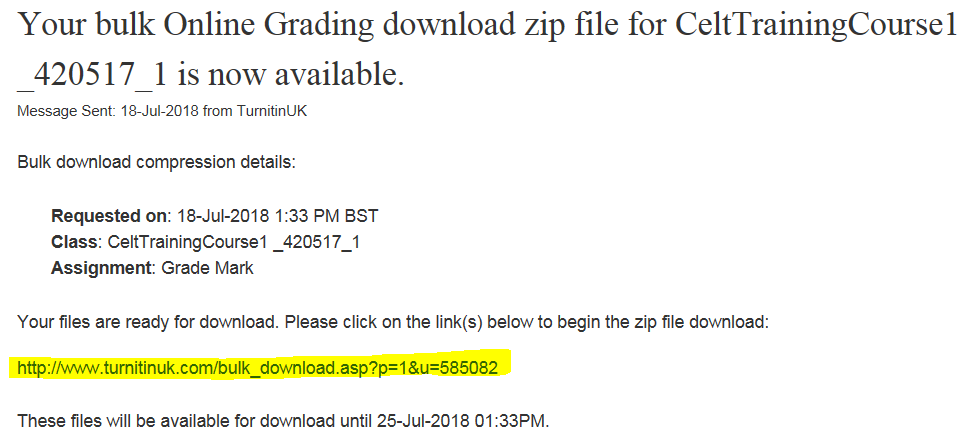 Your bulk Online Grading download zip file for CeltTrainingCourse1
_420517_1 is now available.
Message Sent: 18-Jul-2018 from TurnitinUK
Bulk download compression details:
Requested on: 18-Jul-2018 1:33 PM BST
Class: CeltTrainingCourse1 _420517_1
Assignment: Grade Mark
Your files are ready for download. Please click on the link(s) below to begin the zip file download:
http://www.turnitinuk.com/bulk_download.asp?p=1&u=585082
These files will be available for download until 25-Jul-2018 01:33PM.